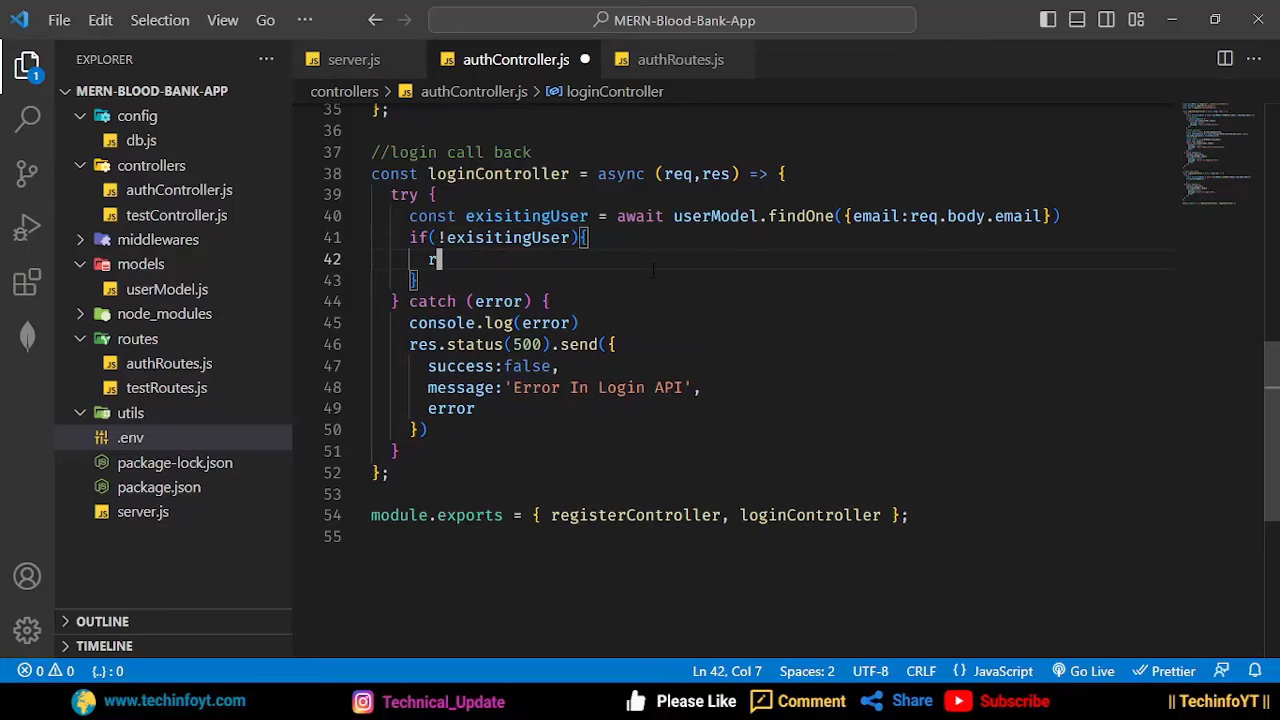 File Edit Selection View Go ··· MERN-Blood-Bank-App
EXPLORER ···
server.js authController.js authRoutes.js ···
controllers > authController.js > loginController
1
MERN-BLOOD-BANK-APP
config
db.js
controllers
authController.js
testController.js
middlewares
models
userModel.js
node_modules
routes
authRoutes.js
testRoutes.js
utils
.env
package-lock.json
package.json
server.js
OUTLINE
TIMELINE
35 };
36
37 //login call back
38 const loginController = async (req,res) => {
39 try {
40 const exisitingUser = await userModel.findOne({email:req.body.email})
41 if(!exisitingUser){
42 r
43 }
44 } catch (error) {
45 console.log(error)
46 res.status(500).send({
47 success:false,
48 message:'Error In Login API',
49 error
50 })
51 }
52 };
53
54 module.exports = { registerController, loginController };
55
0 0 {..} : 0 Ln 42, Col 7 Spaces: 2 UTF-8 CRLF {} JavaScript Go Live Prettier
www.techinfoyt.com Technical_Update Please Like Comment Share Subscribe || TechinfoYT ||